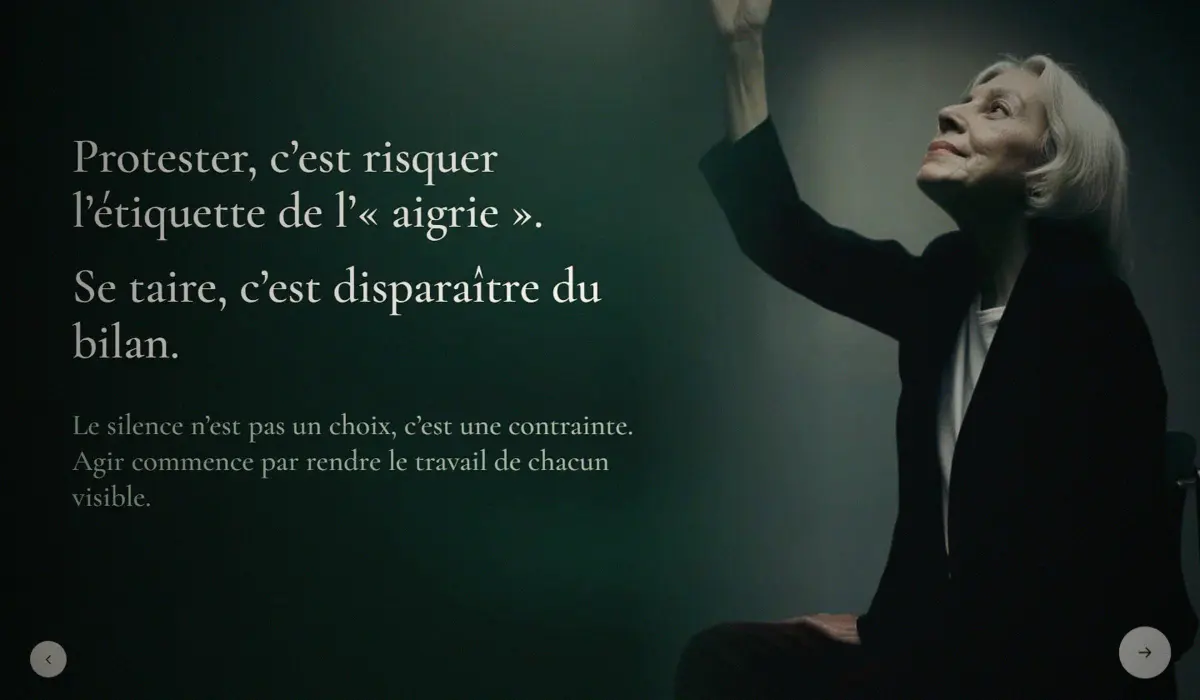 Protester, c’est risquer
l’étiquette de l’« aigrie ».
Se taire, c’est disparaître du
bilan.
Le silence n’est pas un choix, c’est une contrainte.
Agir commence par rendre le travail de chacun
visible.